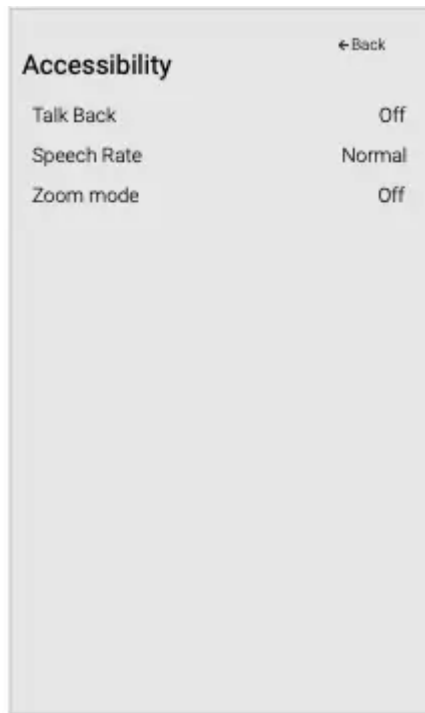 ←Back
Accessibility
Talk Back Off
Speech Rate Normal
Zoom mode Off